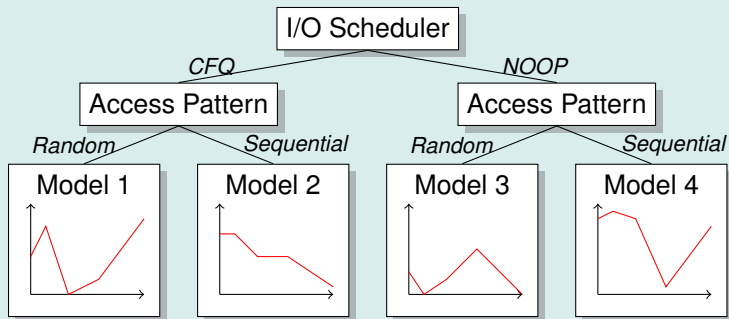 I/O Scheduler
CFQ NOOP
Access Pattern Access Pattern
Random Sequential Random Sequential
Model 1 Model 2 Model 3 Model 4